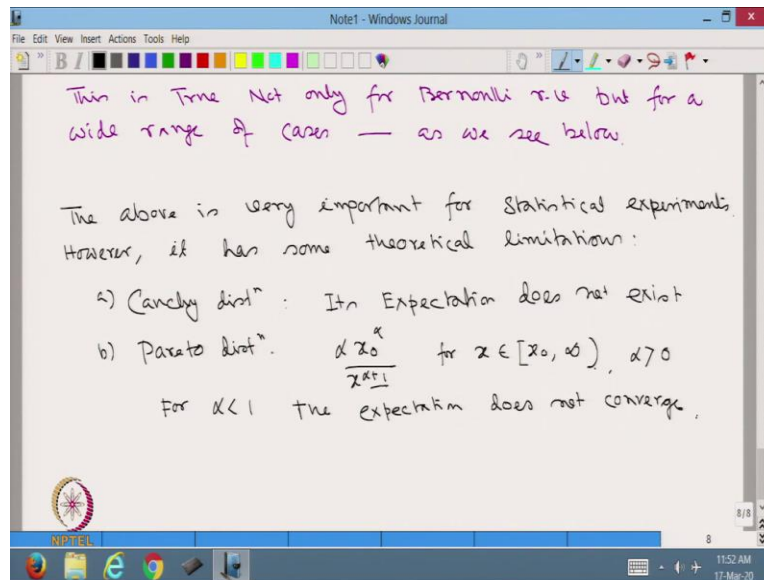 Note1 - Windows Journal
File Edit View Insert Actions Tools Help
This is True Not only for Bernoulli r.v but for a
wide range of cases — as we see below.
The above is very important for Statistical experiments.
However, it has some theoretical limitations:
a) Cauchy distⁿ : Its Expectation does not exist
b) Pareto distⁿ. α x₀^α / x^(α+1) for x ∈ [x₀, ∞), α > 0
For α < 1 the expectation does not converge.
8/8
NPTEL
8
11:52 AM
17-Mar-20